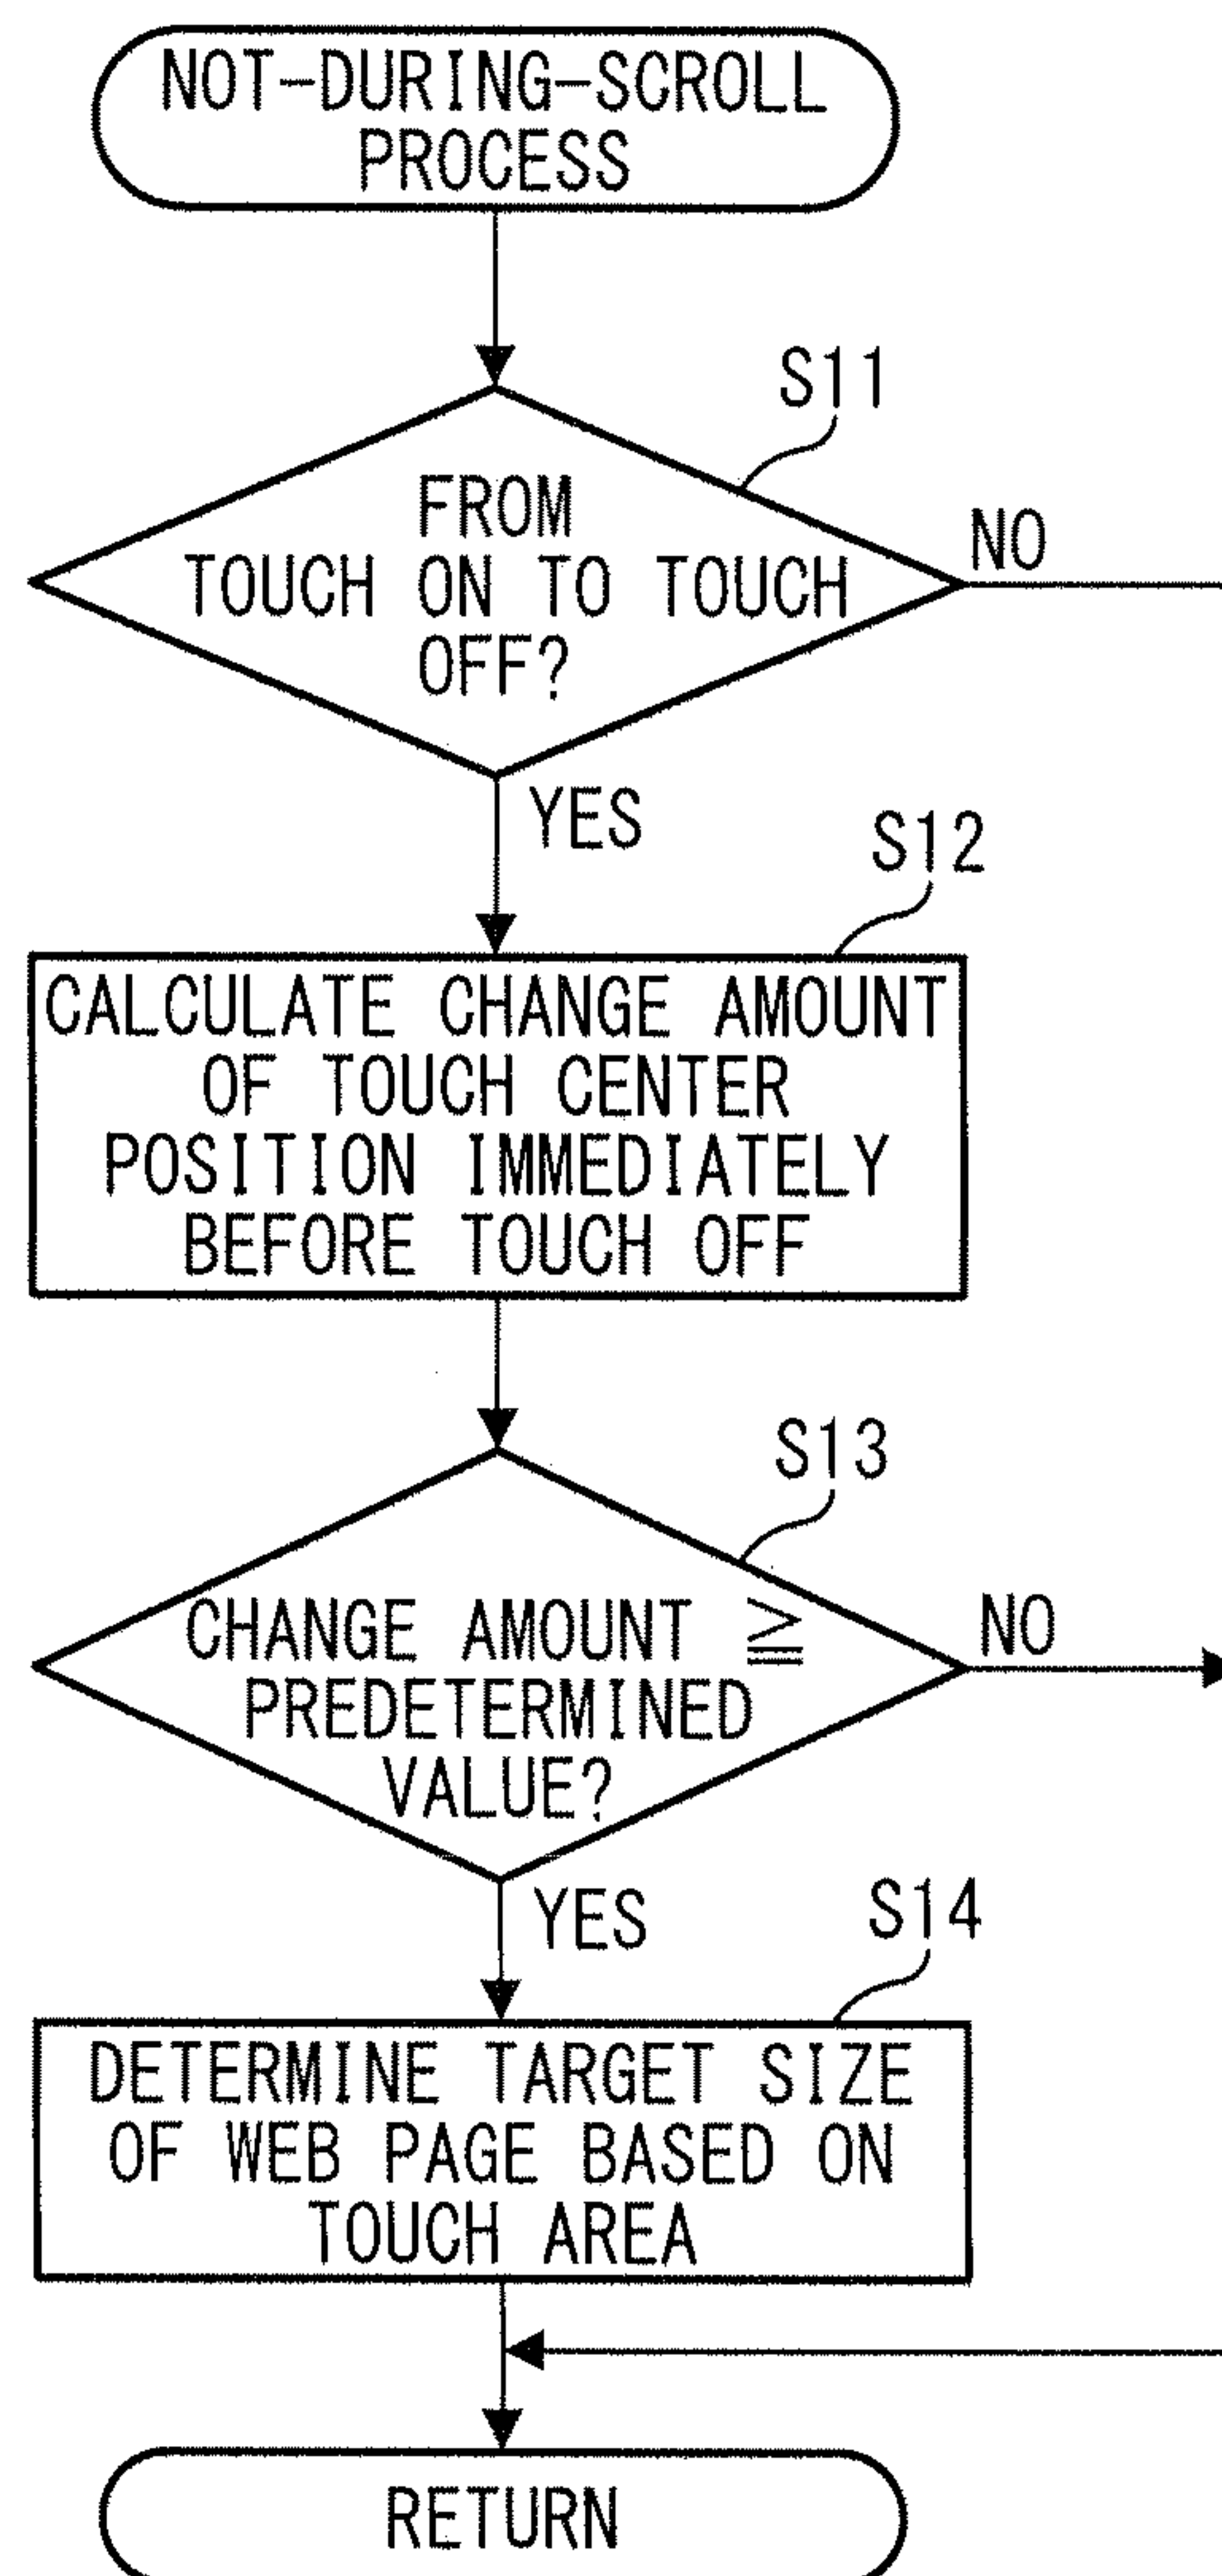 NOT-DURING-SCROLL
PROCESS
S11
FROM
TOUCH ON TO TOUCH
OFF?
NO
YES
S12
CALCULATE CHANGE AMOUNT
OF TOUCH CENTER
POSITION IMMEDIATELY
BEFORE TOUCH OFF
S13
CHANGE AMOUNT ≧
PREDETERMINED
VALUE?
NO
YES
S14
DETERMINE TARGET SIZE
OF WEB PAGE BASED ON
TOUCH AREA
RETURN